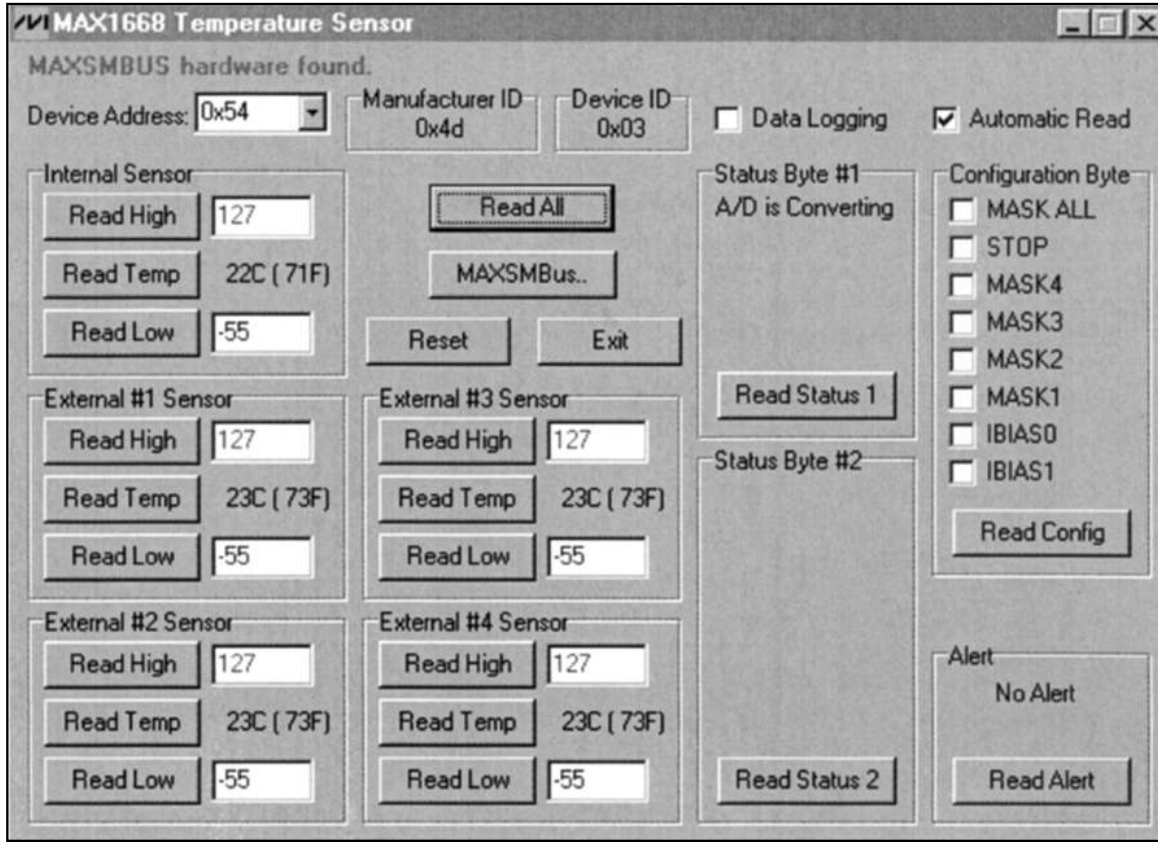 MAX1668 Temperature Sensor
MAXSMBUS hardware found.
Device Address: 0x54
Manufacturer ID
0x4d
Device ID
0x03
Data Logging
Automatic Read
Internal Sensor
Read High 127
Read Temp 22C ( 71F)
Read Low -55
Read All
MAXSMBus..
Reset
Exit
External #1 Sensor
Read High 127
Read Temp 23C ( 73F)
Read Low -55
External #3 Sensor
Read High 127
Read Temp 23C ( 73F)
Read Low -55
External #2 Sensor
Read High 127
Read Temp 23C ( 73F)
Read Low -55
External #4 Sensor
Read High 127
Read Temp 23C ( 73F)
Read Low -55
Status Byte #1
A/D is Converting
Read Status 1
Status Byte #2
Read Status 2
Configuration Byte
MASK ALL
STOP
MASK4
MASK3
MASK2
MASK1
IBIAS0
IBIAS1
Read Config
Alert
No Alert
Read Alert